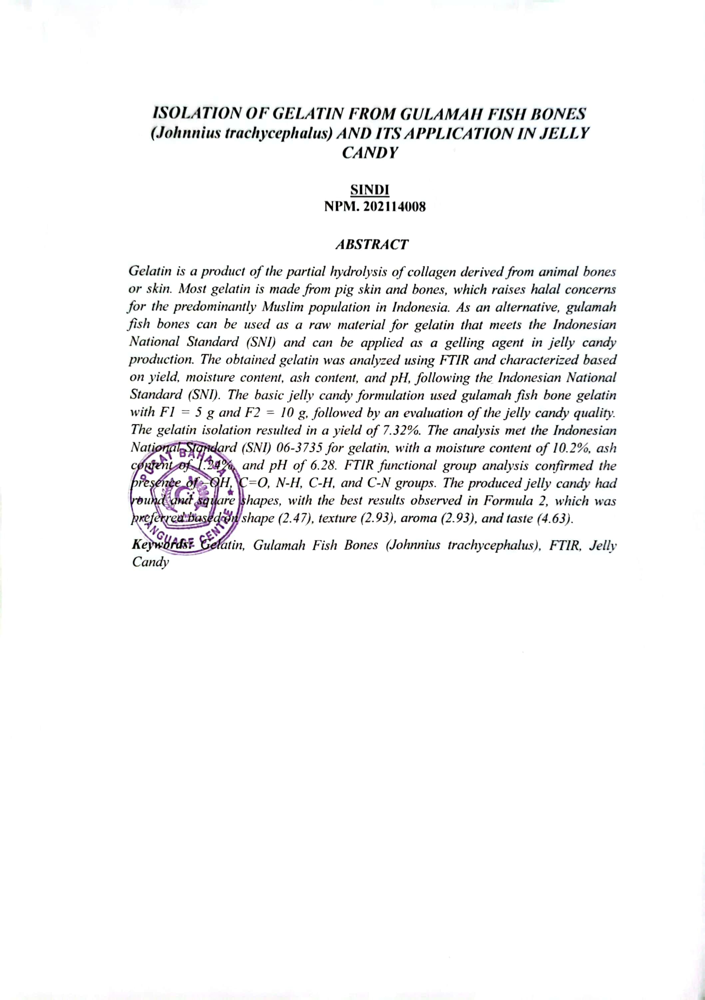 ISOLATION OF GELATIN FROM GULAMAH FISH BONES
(Johnnius trachycephalus) AND ITS APPLICATION IN JELLY
CANDY
SINDI
NPM. 202114008
ABSTRACT
Gelatin is a product of the partial hydrolysis of collagen derived from animal bones
or skin. Most gelatin is made from pig skin and bones, which raises halal concerns
for the predominantly Muslim population in Indonesia. As an alternative, gulamah
fish bones can be used as a raw material for gelatin that meets the Indonesian
National Standard (SNI) and can be applied as a gelling agent in jelly candy
production. The obtained gelatin was analyzed using FTIR and characterized based
on yield, moisture content, ash content, and pH, following the Indonesian National
Standard (SNI). The basic jelly candy formulation used gulamah fish bone gelatin
with F1 = 5 g and F2 = 10 g, followed by an evaluation of the jelly candy quality.
The gelatin isolation resulted in a yield of 7.32%. The analysis met the Indonesian
National Standard (SNI) 06-3735 for gelatin, with a moisture content of 10.2%, ash
content of 1.24%, and pH of 6.28. FTIR functional group analysis confirmed the
presence of –OH, C=O, N-H, C-H, and C-N groups. The produced jelly candy had
round and square shapes, with the best results observed in Formula 2, which was
preferred based on shape (2.47), texture (2.93), aroma (2.93), and taste (4.63).
Keywords: Gelatin, Gulamah Fish Bones (Johnnius trachycephalus), FTIR, Jelly
Candy
PUSAT BAHASA
LANGUAGE CENTRE